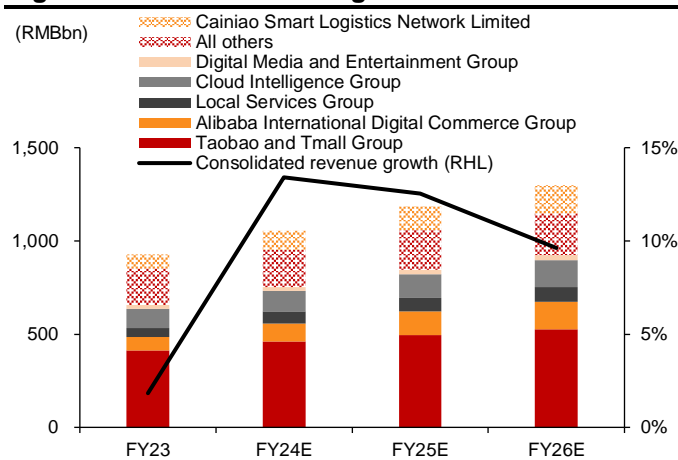 (RMBbn)
Cainiao Smart Logistics Network Limited
All others
Digital Media and Entertainment Group
Cloud Intelligence Group
Local Services Group
Alibaba International Digital Commerce Group
Taobao and Tmall Group
Consolidated revenue growth (RHL)
1,500
1,000
500
0
15%
10%
5%
0%
FY23 FY24E FY25E FY26E